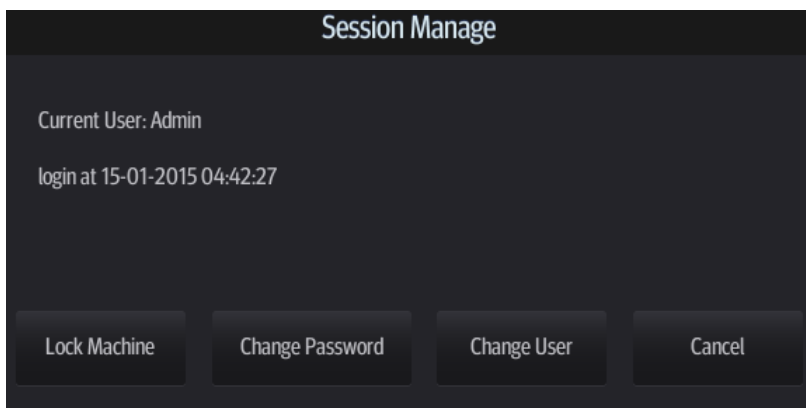 Session Manage
Current User: Admin
login at 15-01-2015 04:42:27
Lock Machine
Change Password
Change User
Cancel